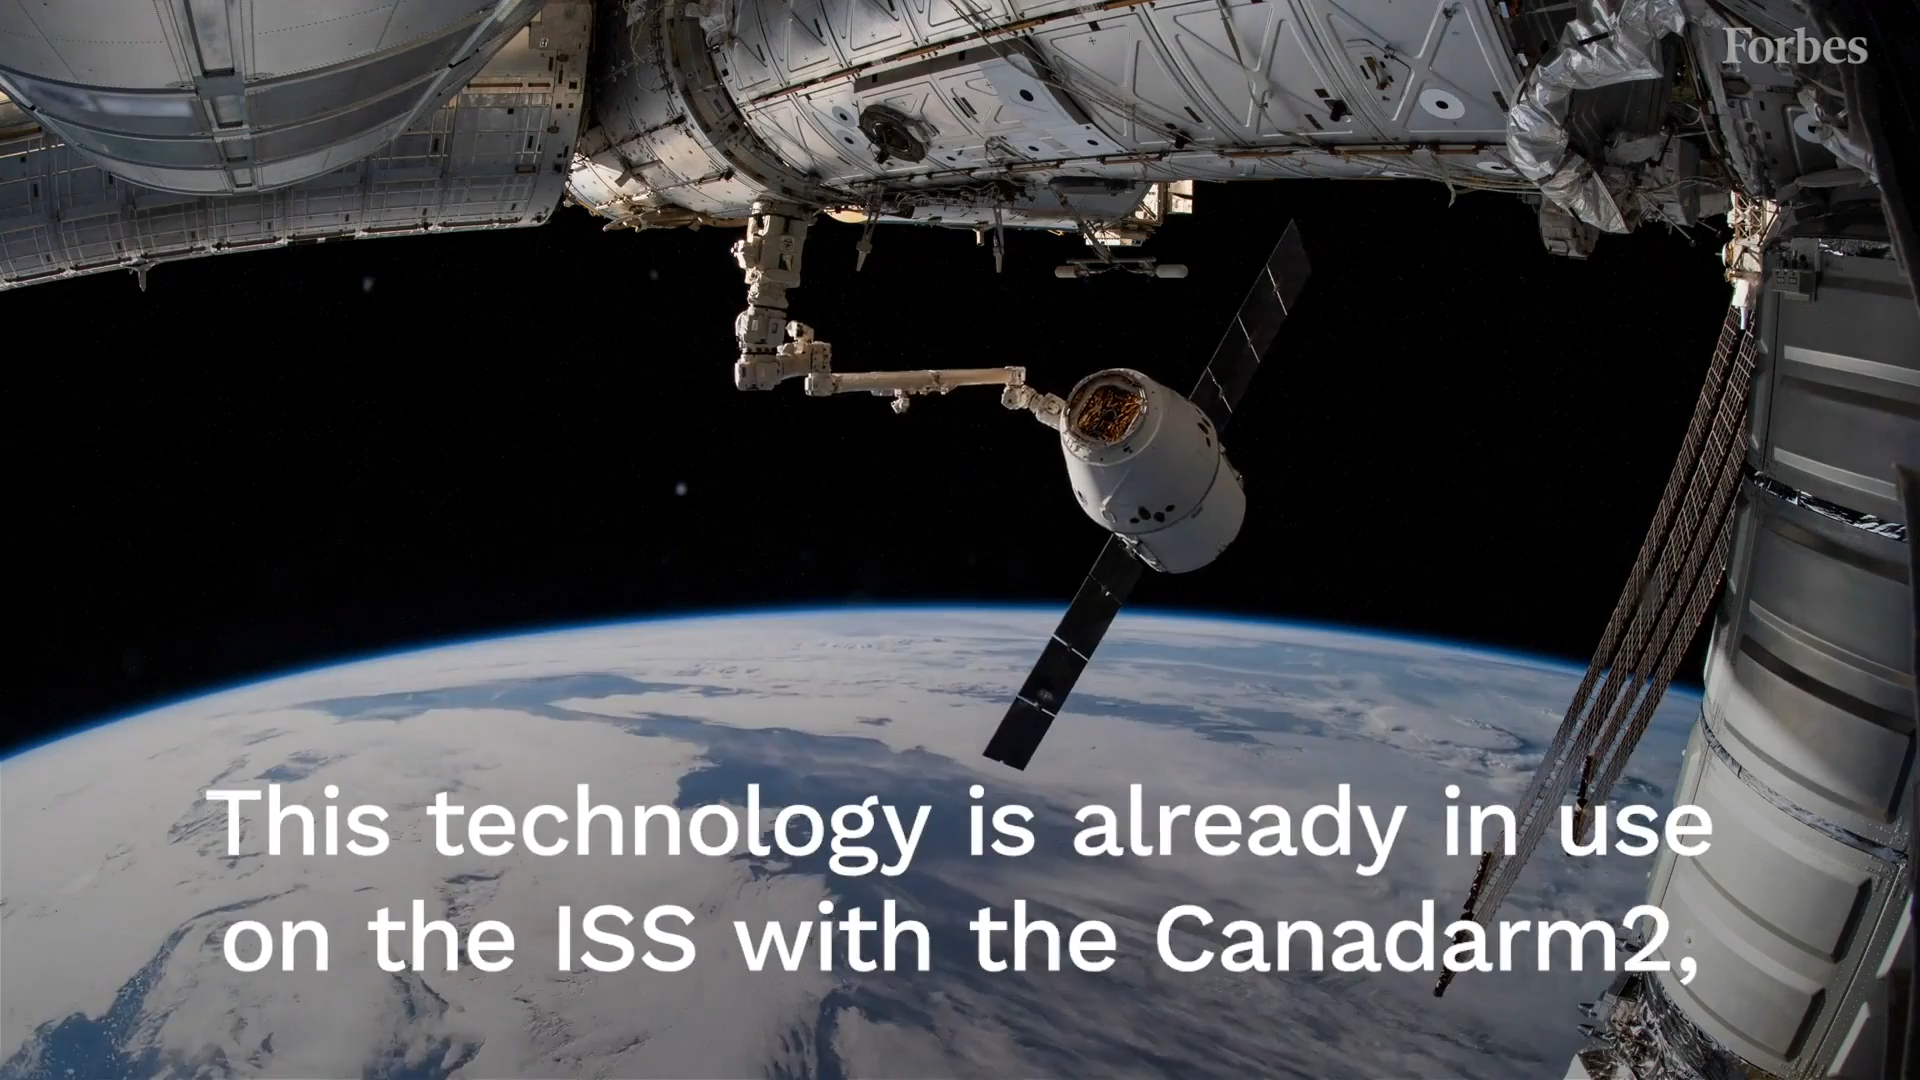 Forbes
This technology is already in use
on the ISS with the Canadarm2,